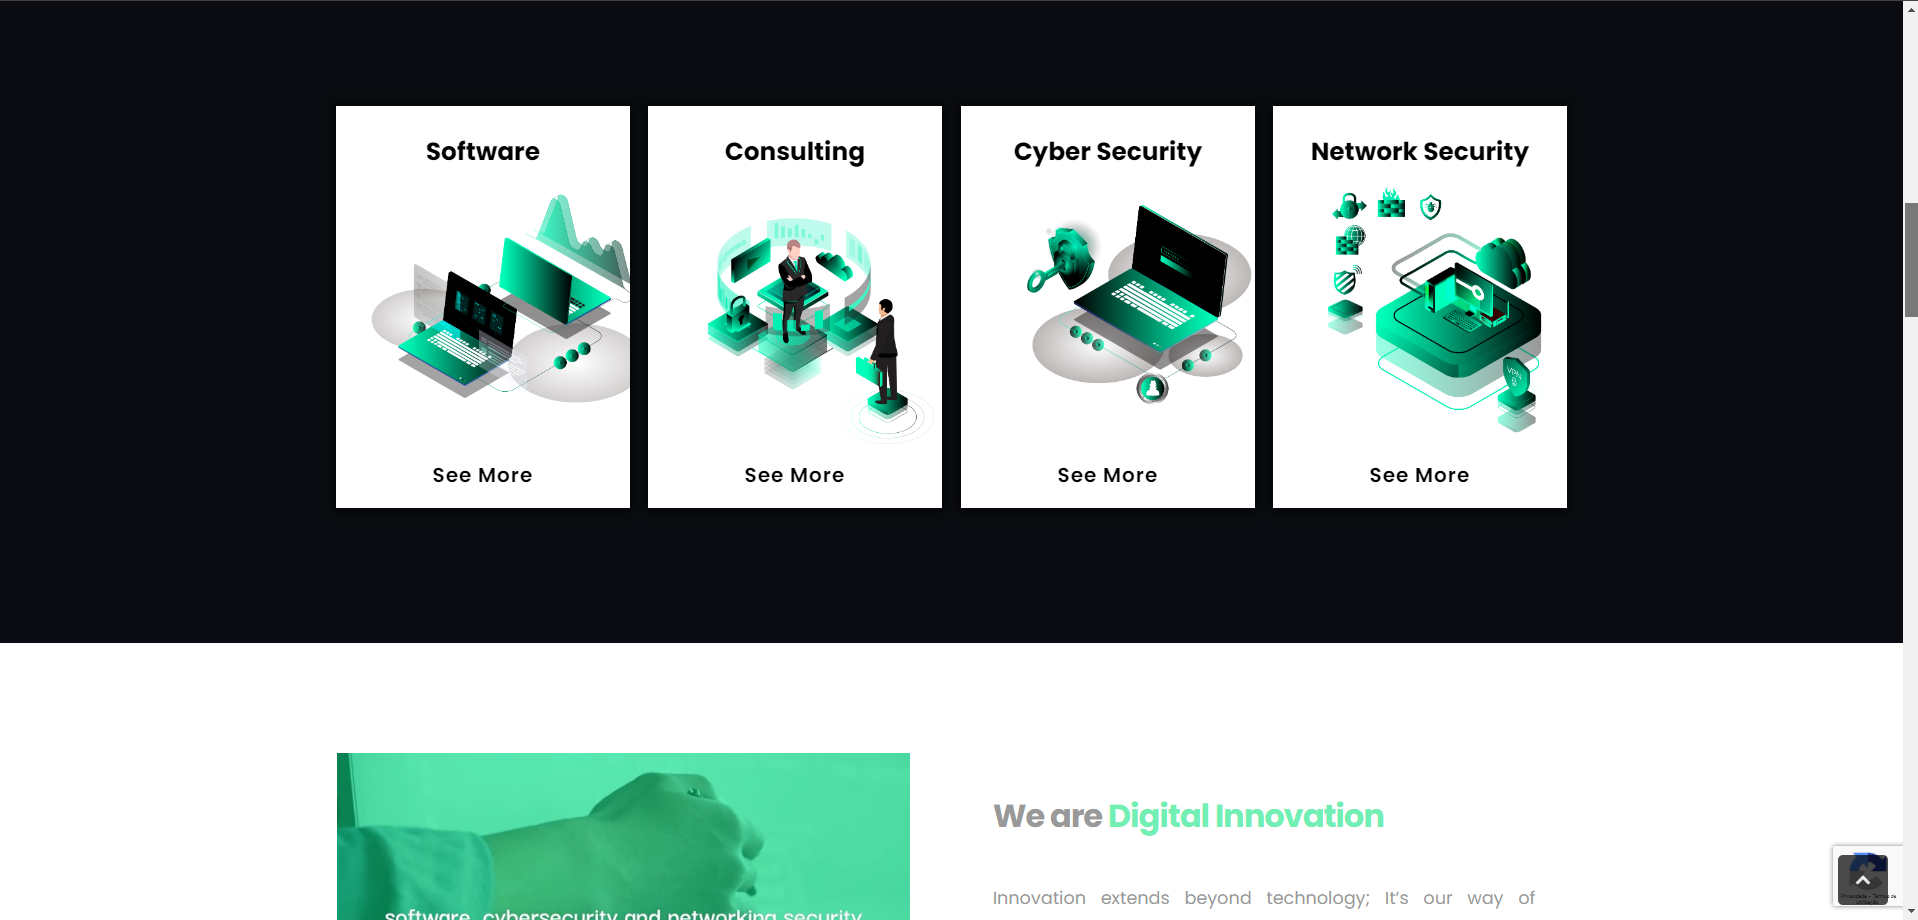 Software
Consulting
Cyber Security
Network Security
VPN
See More
See More
See More
See More
We are Digital Innovation
Innovation extends beyond technology; It's our way of
software, cybersecurity and networking security